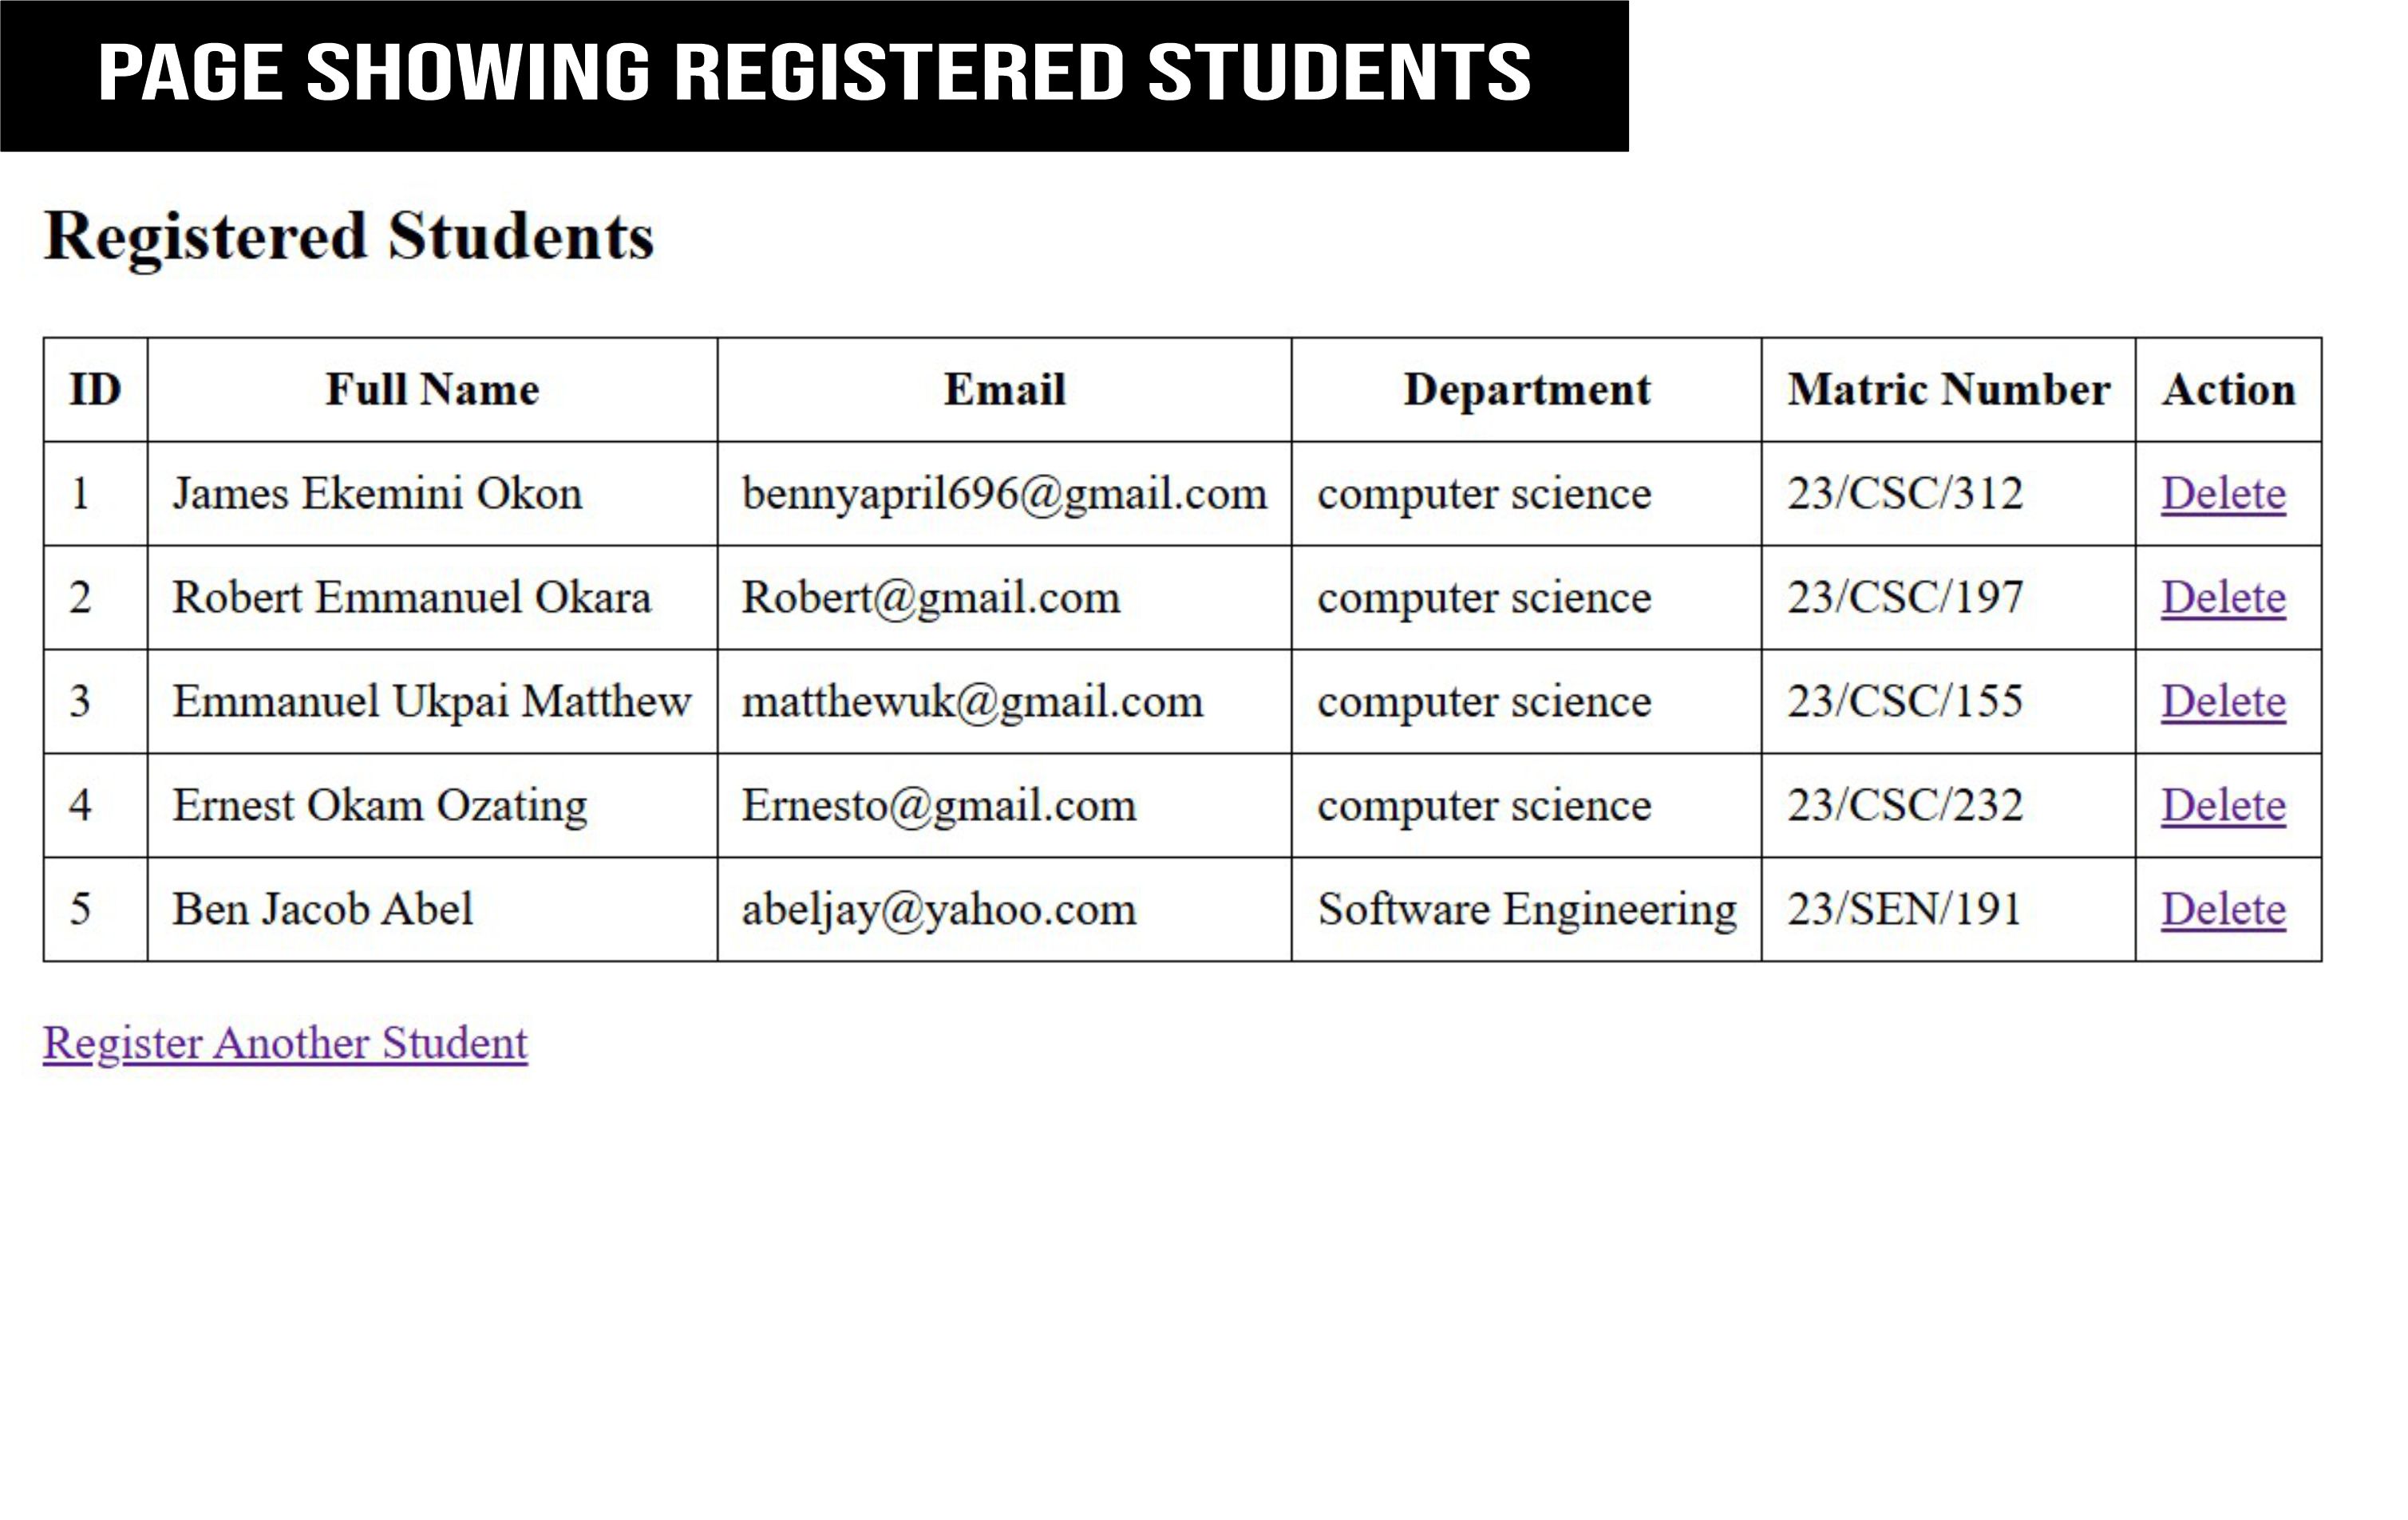 PAGE SHOWING REGISTERED STUDENTS
Registered Students
ID Full Name Email Department Matric Number Action
1 James Ekemini Okon bennyapril696@gmail.com computer science 23/CSC/312 Delete
2 Robert Emmanuel Okara Robert@gmail.com computer science 23/CSC/197 Delete
3 Emmanuel Ukpai Matthew matthewuk@gmail.com computer science 23/CSC/155 Delete
4 Ernest Okam Ozating Ernesto@gmail.com computer science 23/CSC/232 Delete
5 Ben Jacob Abel abeljay@yahoo.com Software Engineering 23/SEN/191 Delete
Register Another Student